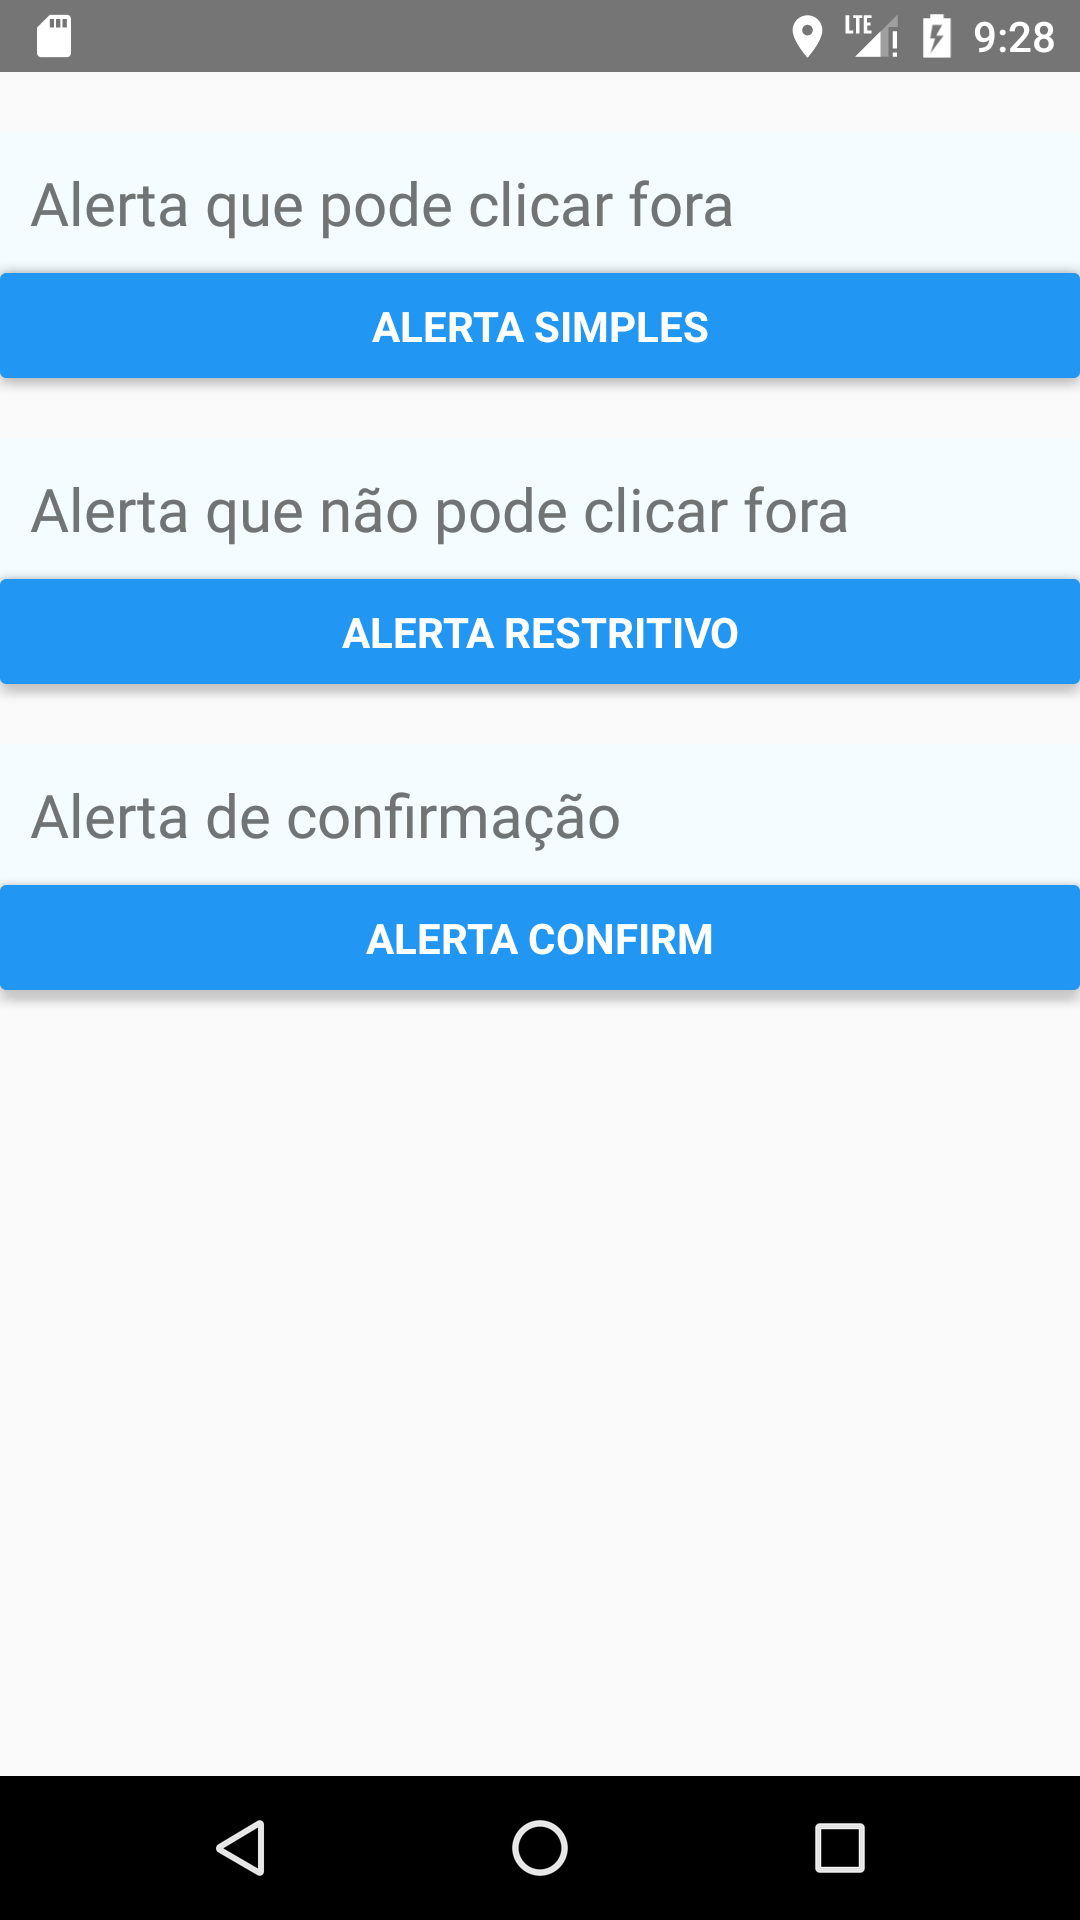 LTE 9:28
Alerta que pode clicar fora
ALERTA SIMPLES
Alerta que não pode clicar fora
ALERTA RESTRITIVO
Alerta de confirmação
ALERTA CONFIRM